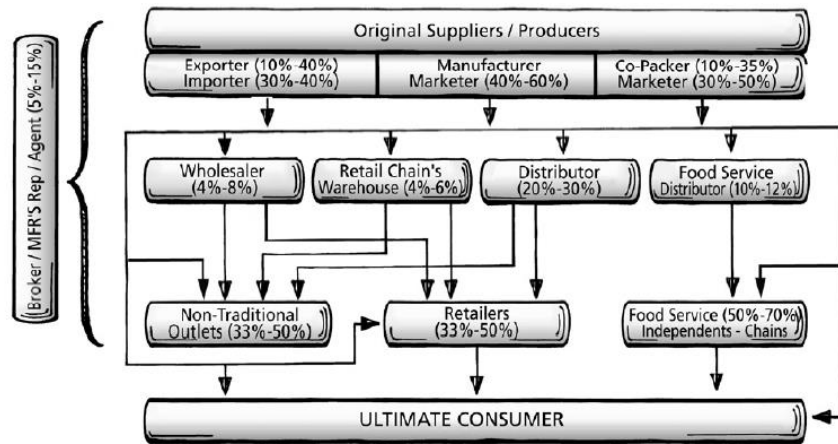 Broker / MFR'S Rep / Agent (5%-15%)
Original Suppliers / Producers
Exporter (10%-40%)
Importer (30%-40%)
Manufacturer
Marketer (40%-60%)
Co-Packer (10%-35%)
Marketer (30%-50%)
Wholesaler
(4%-8%)
Retail Chain's
Warehouse (4%-6%)
Distributor
(20%-30%)
Food Service
Distributor (10%-12%)
Non-Traditional
Outlets (33%-50%)
Retailers
(33%-50%)
Food Service (50%-70%)
Independents - Chains
ULTIMATE CONSUMER